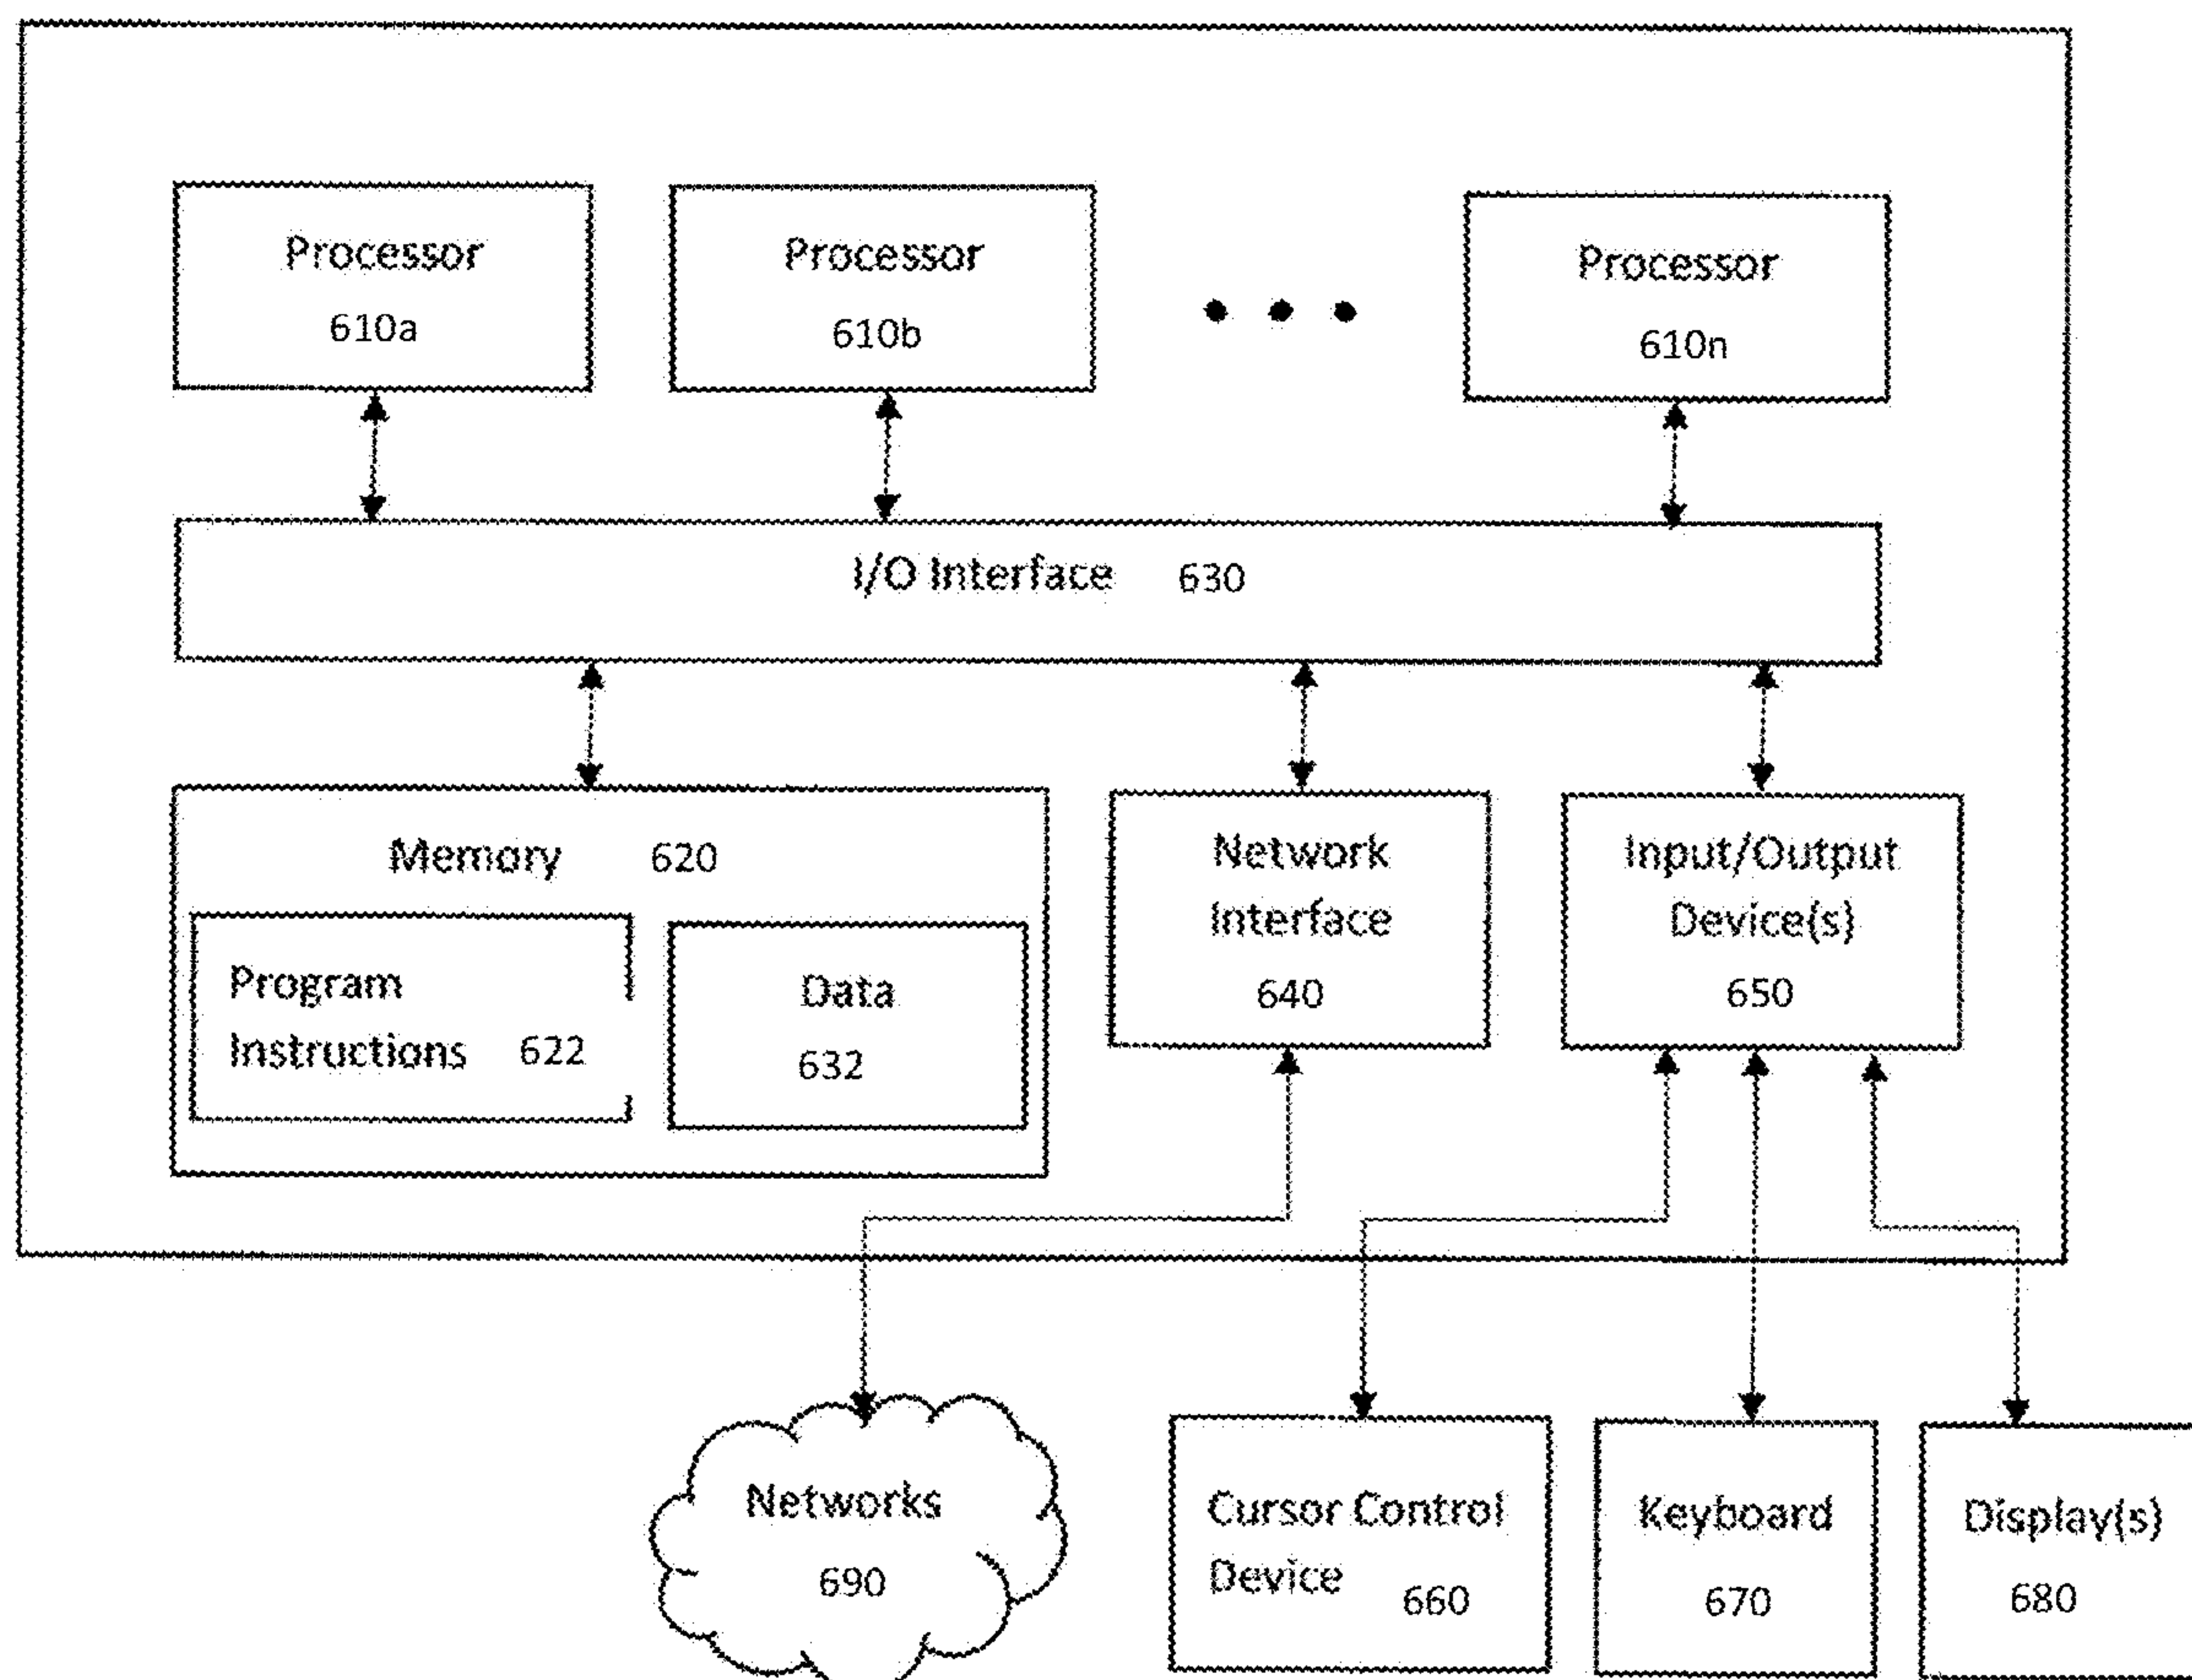 Processor
610a
Processor
610b
Processor
610n
I/O Interface 630
Memory 620
Program
Instructions 622
Data
632
Network
Interface
640
Input/Output
Device(s)
650
Networks
690
Cursor Control
Device 660
Keyboard
670
Display(s)
680